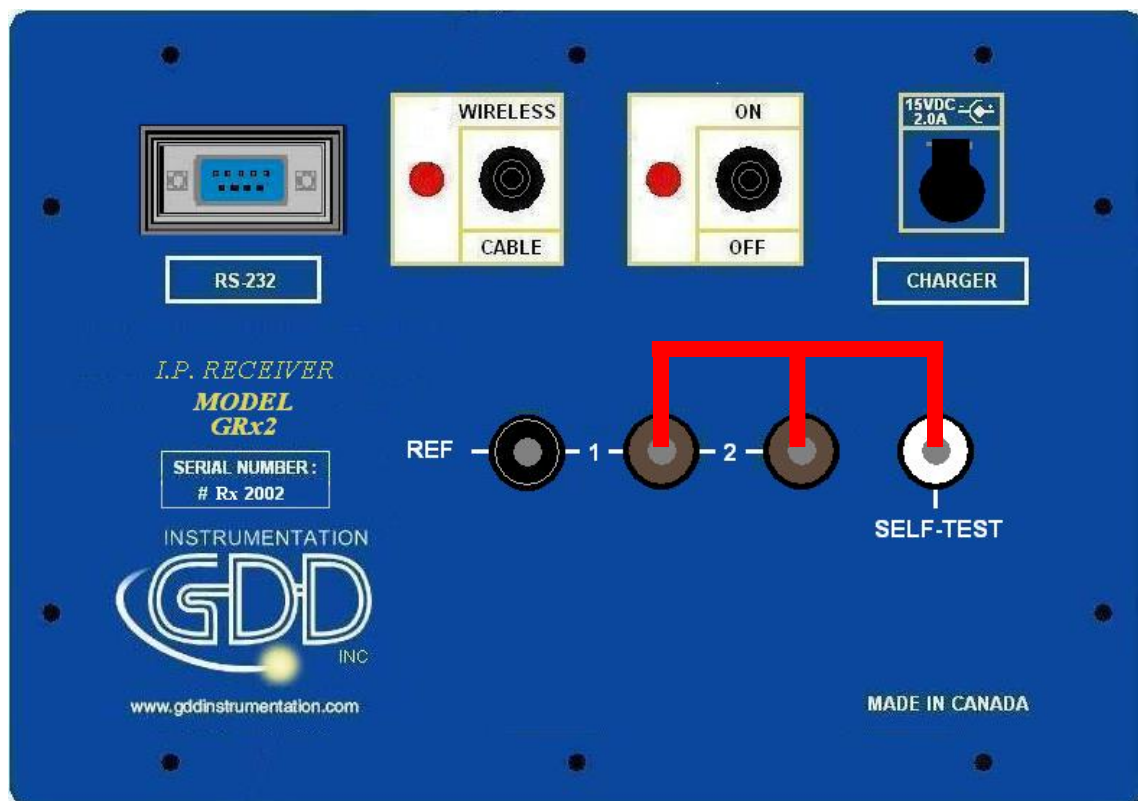 WIRELESS
CABLE
ON
OFF
15VDC
2.0A
RS-232
CHARGER
I.P. RECEIVER
MODEL
GRx2
SERIAL NUMBER :
# Rx 2002
REF
1
2
SELF-TEST
INSTRUMENTATION
GDD
INC
www.gddinstrumentation.com
MADE IN CANADA